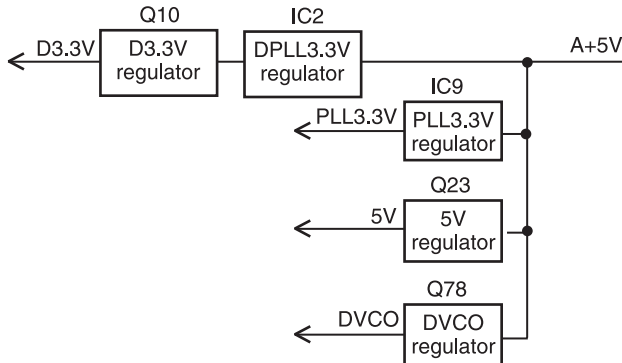 Q10
IC2
D3.3V
D3.3V
regulator
DPLL3.3V
regulator
A+5V
IC9
PLL3.3V
PLL3.3V
regulator
Q23
5V
5V
regulator
Q78
DVCO
DVCO
regulator